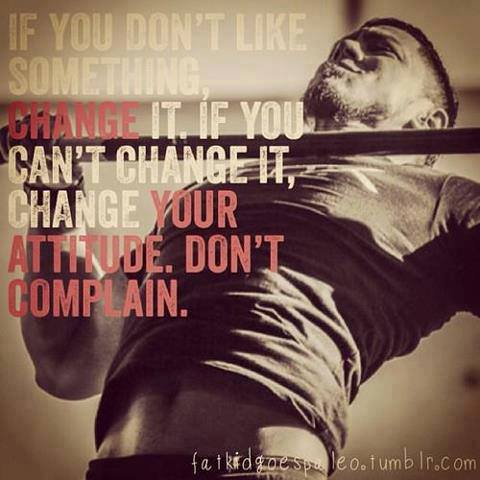 IF YOU DON'T LIKE
SOMETHING,
CHANGE IT. IF YOU
CAN'T CHANGE IT,
CHANGE YOUR
ATTITUDE. DON'T
COMPLAIN.
fatkidgoespaleo.tumblr.com